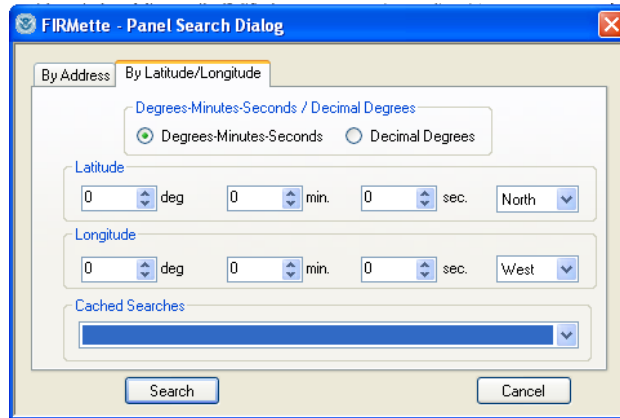 FIRMette - Panel Search Dialog
By Address By Latitude/Longitude
Degrees-Minutes-Seconds / Decimal Degrees
Degrees-Minutes-Seconds Decimal Degrees
Latitude
0 deg 0 min. 0 sec. North
Longitude
0 deg 0 min. 0 sec. West
Cached Searches
Search Cancel